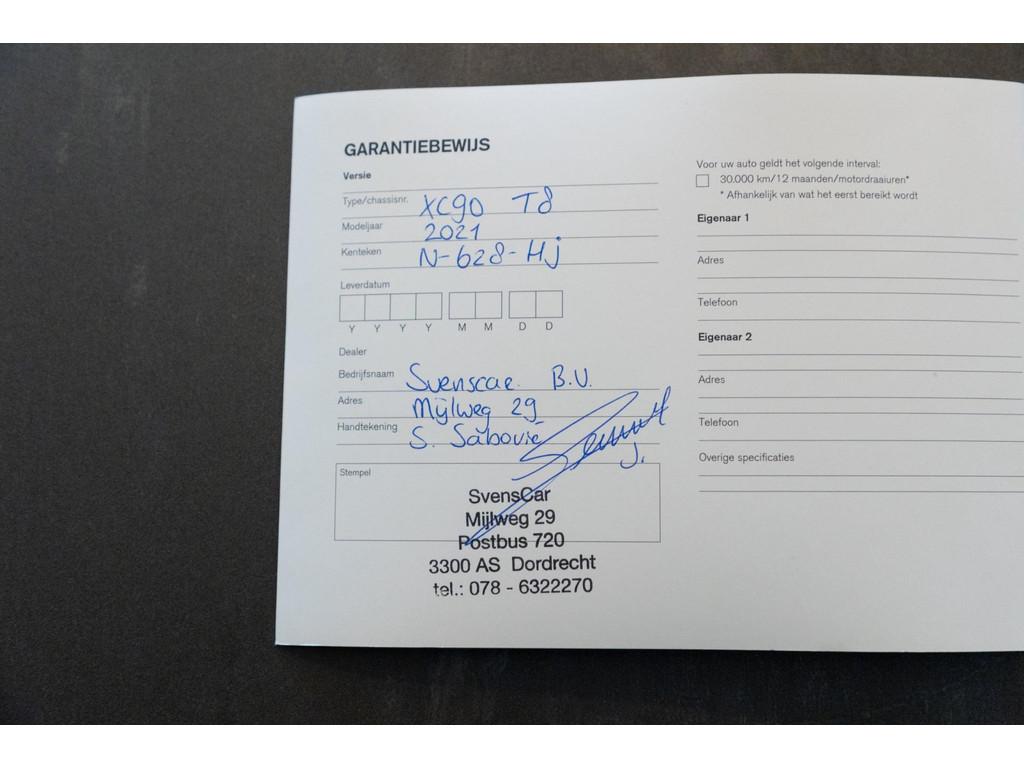 GARANTIEBEWIJS
Versie
Type/chassisnr. XC90 T8
Modeljaar 2021
Kenteken N-628-HJ
Leverdatum
Y Y Y Y M M D D
Dealer
Bedrijfsnaam Svenscar B.V.
Adres Mijlweg 29
Handtekening S. Šabović
Stempel
SvensCar
Mijlweg 29
Postbus 720
3300 AS Dordrecht
tel.: 078 - 6322270
Voor uw auto geldt het volgende interval:
30.000 km/12 maanden/motordraaiuren*
* Afhankelijk van wat het eerst bereikt wordt
Eigenaar 1
Adres
Telefoon
Eigenaar 2
Adres
Telefoon
Overige specificaties